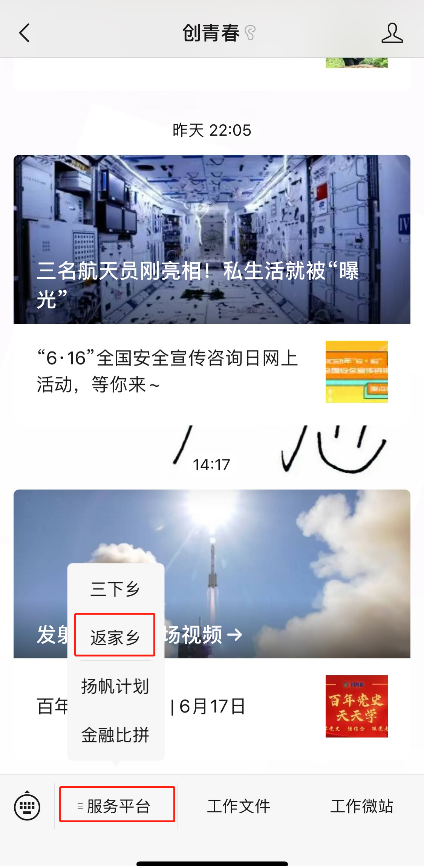 创青春
昨天 22:05
三名航天员刚亮相！私生活就被“曝
光”
“6·16”全国安全宣传咨询日网上
活动，等你来~
14:17
发射
场视频→
三下乡
返家乡
扬帆计划
金融比拼
百年
| 6月17日
百年党史
天天学
服务平台
工作文件
工作微站